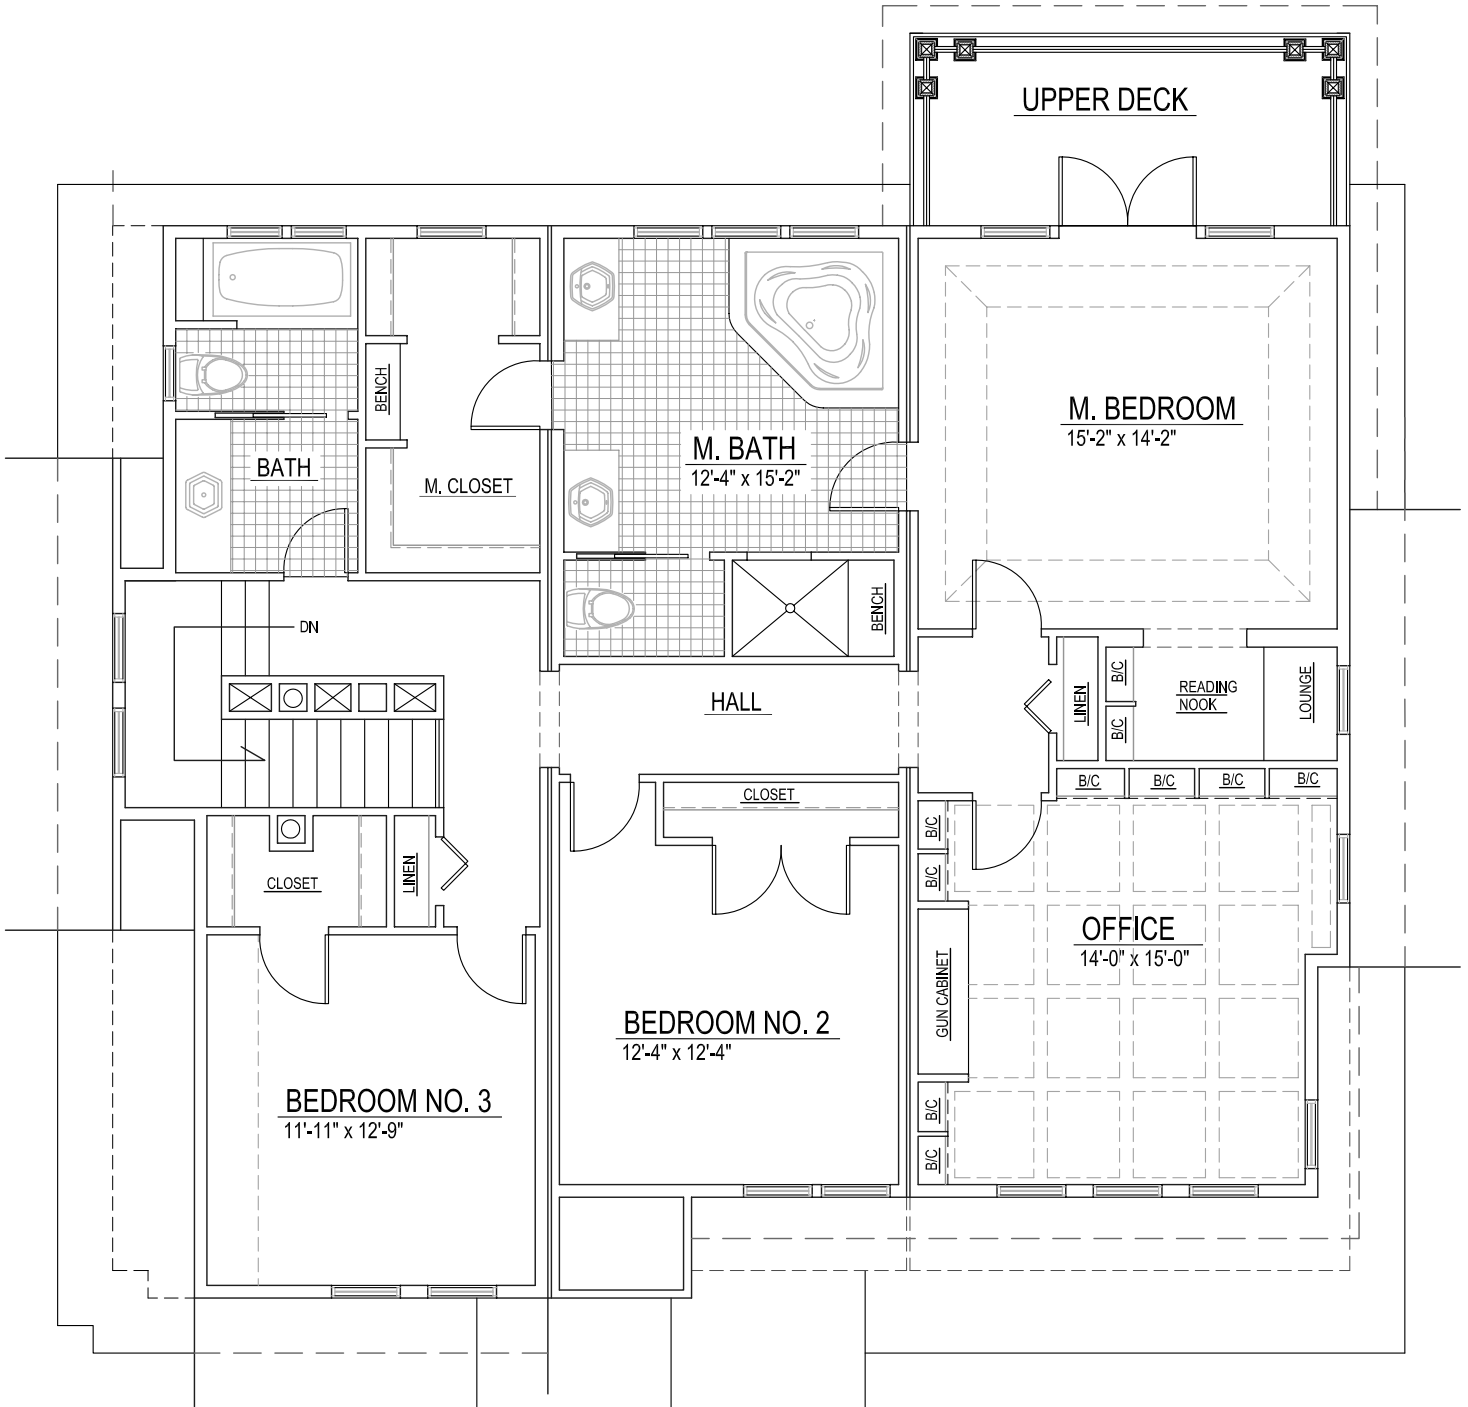 UPPER DECK
M. BEDROOM
15'-2" x 14'-2"
BENCH
M. BATH
12'-4" x 15'-2"
BATH
M. CLOSET
BENCH
DN
HALL
LINEN
B/C
B/C
READING
NOOK
LOUNGE
B/C
B/C
B/C
B/C
CLOSET
B/C
B/C
CLOSET
LINEN
OFFICE
14'-0" x 15'-0"
GUN CABINET
BEDROOM NO. 2
12'-4" x 12'-4"
BEDROOM NO. 3
11'-11" x 12'-9"
B/C
B/C